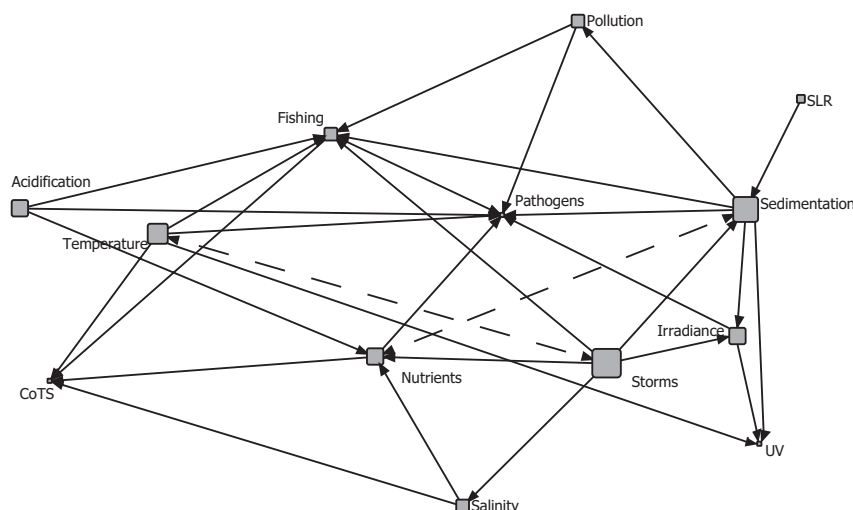 Pollution
SLR
Fishing
Acidification
Pathogens
Sedimentation
Temperature
Irradiance
Nutrients
Storms
CoTS
UV
Salinity